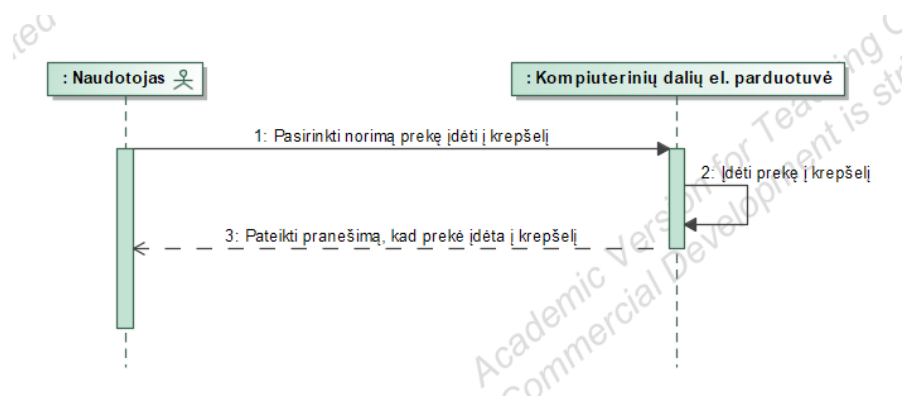 : Naudotojas
: Kompiuterinių dalių el. parduotuvė
1: Pasirinkti norimą prekę įdėti į krepšelį
2: Įdėti prekę į krepšelį
3: Pateikti pranešimą, kad prekė įdėta į krepšelį
Academic Version for Teaching
Commercial Development is